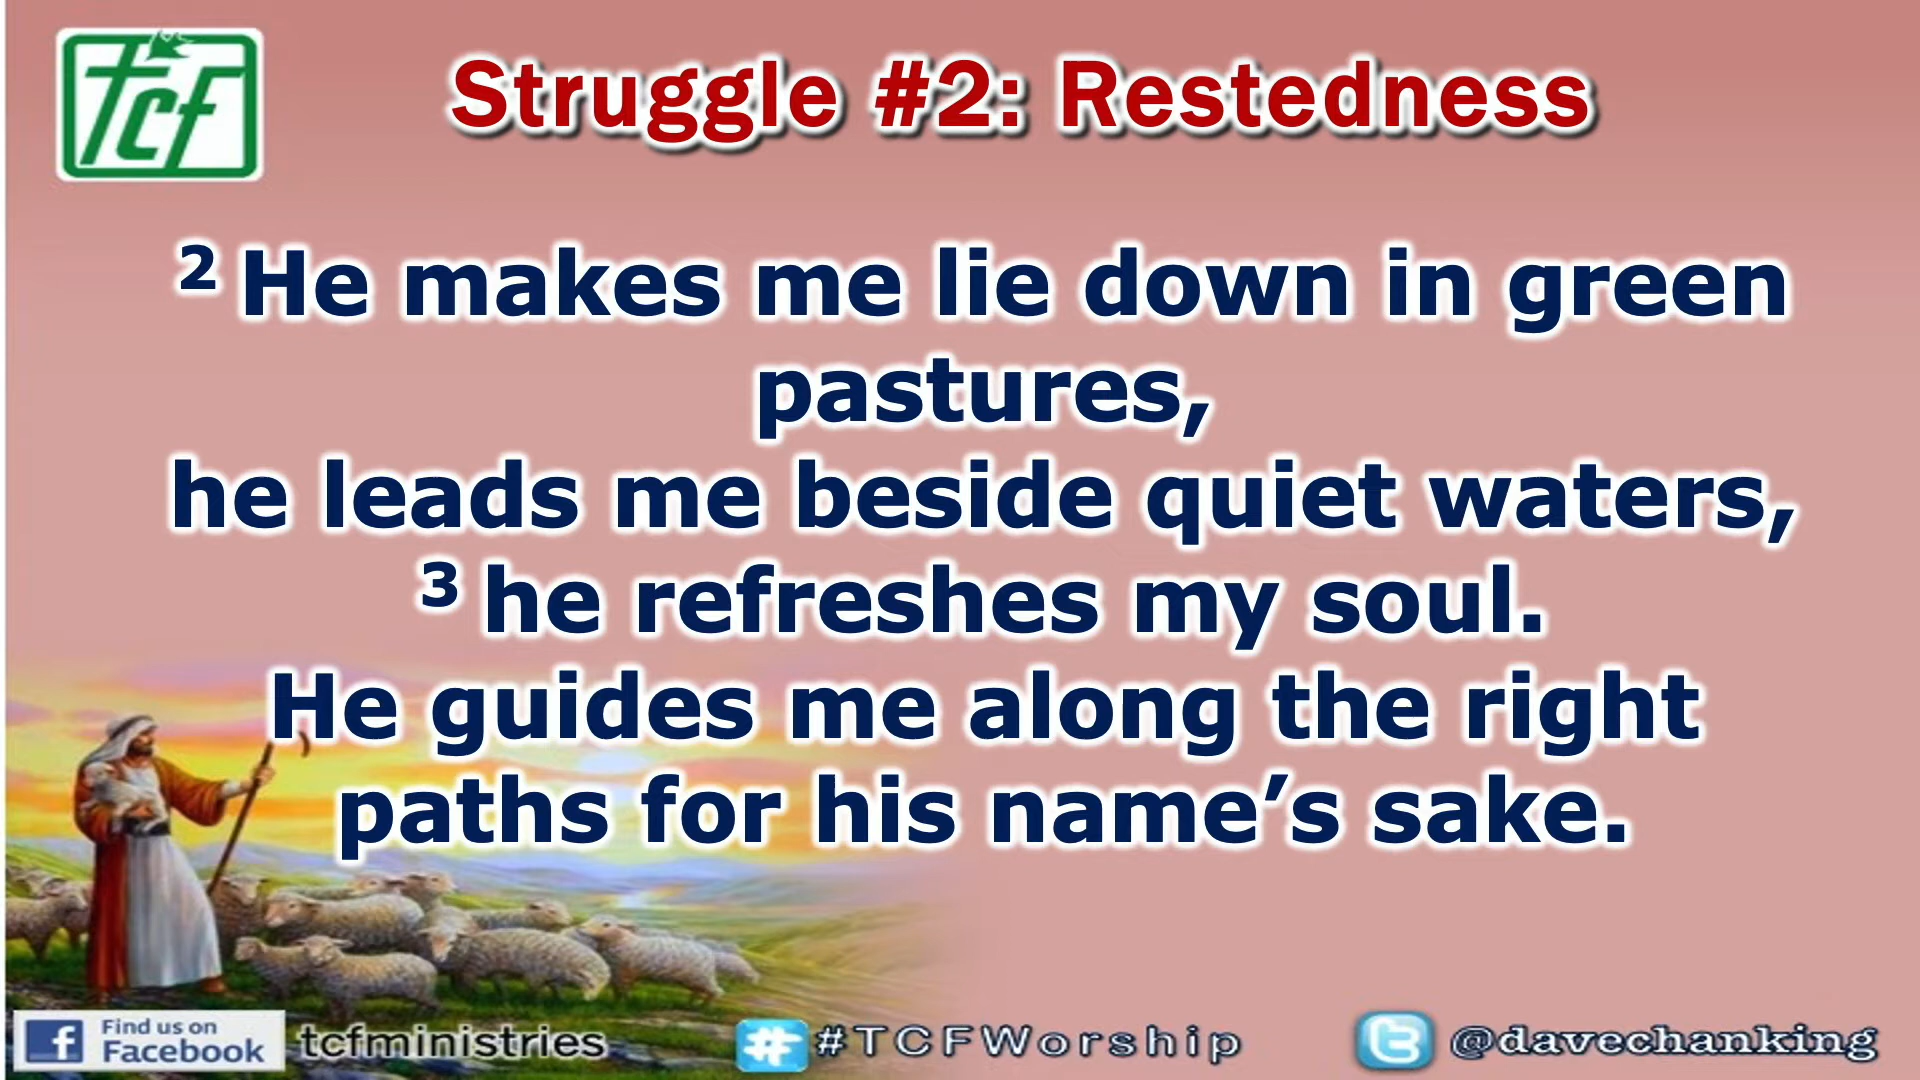 tcf
Struggle #2: Restedness
2 He makes me lie down in green
pastures,
he leads me beside quiet waters,
3 he refreshes my soul.
He guides me along the right
paths for his name’s sake.
f Find us on
Facebook
tcfministries
#TCFWorship
@davechanking